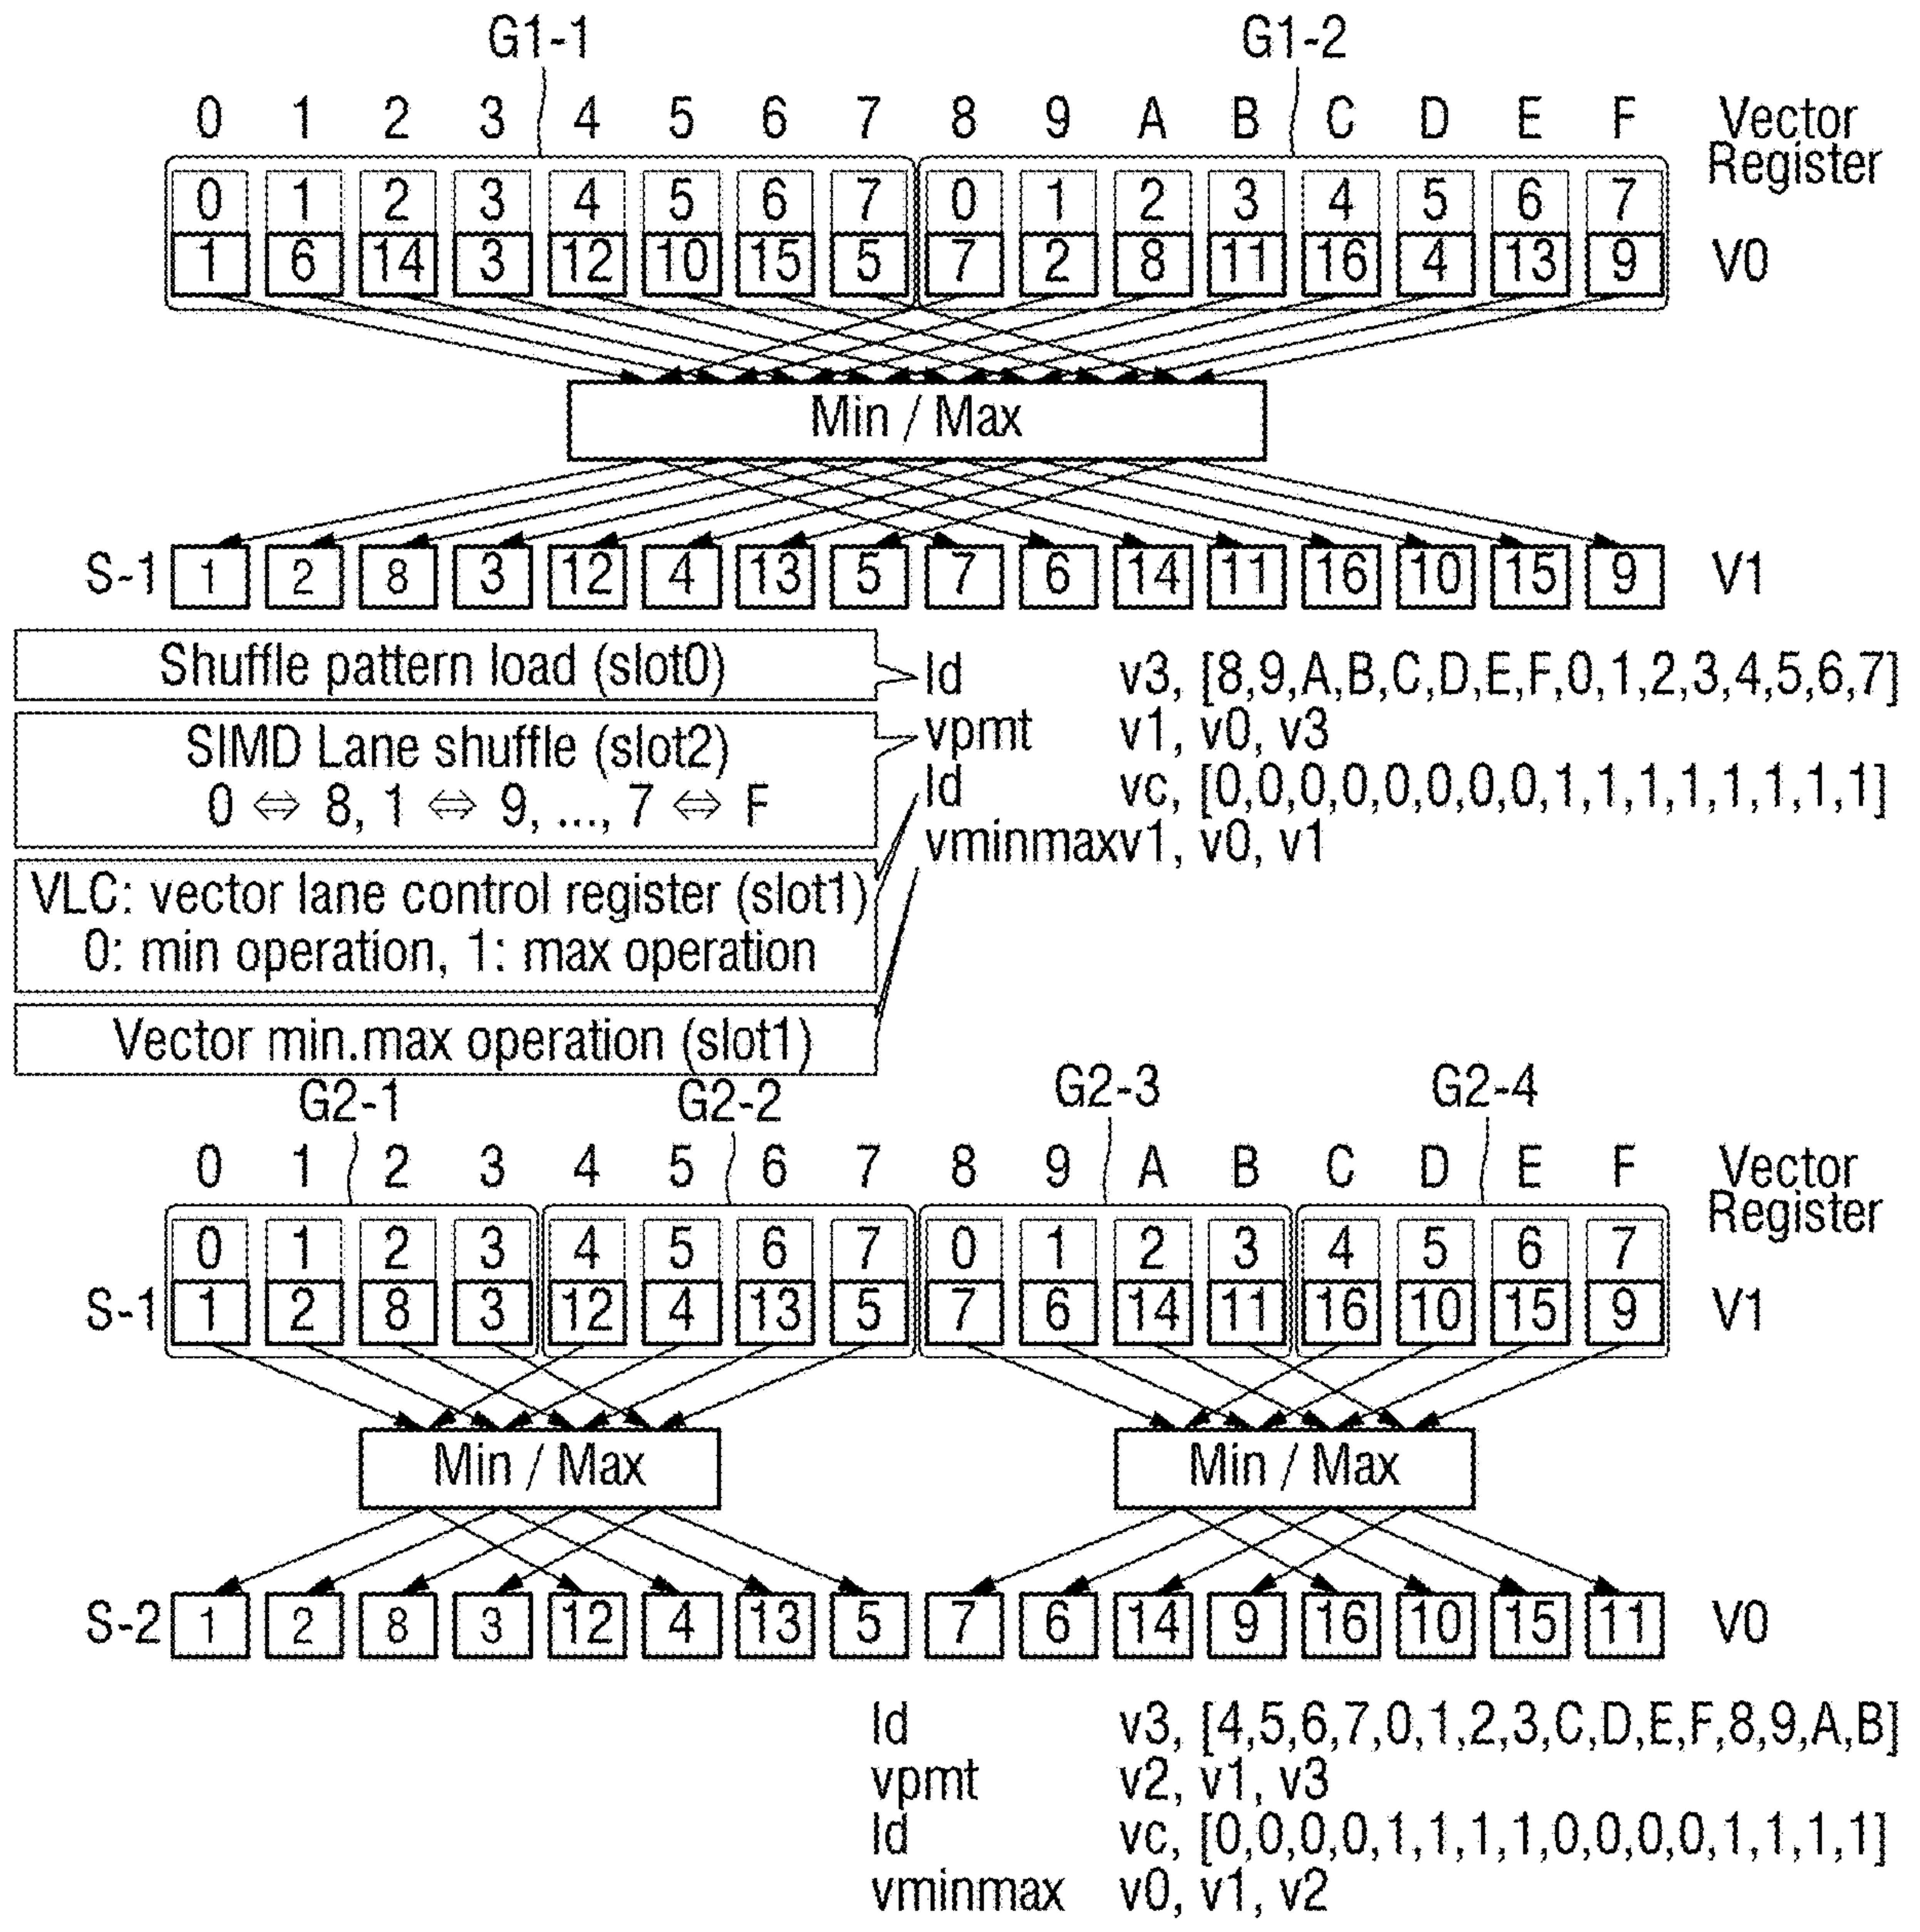 G1-1 G1-2
0 1 2 3 4 5 6 7 8 9 A B C D E F Vector Register
0 1 2 3 4 5 6 7 0 1 2 3 4 5 6 7
1 6 14 3 12 10 15 5 7 2 8 11 16 4 13 9 V0
Min / Max
S-1 1 2 8 3 12 4 13 5 7 6 14 11 16 10 15 9 V1
Shuffle pattern load (slot0)
SIMD Lane shuffle (slot2)
0 ⇔ 8, 1 ⇔ 9, ..., 7 ⇔ F
VLC: vector lane control register (slot1)
0: min operation, 1: max operation
Vector min.max operation (slot1)
ld v3, [8,9,A,B,C,D,E,F,0,1,2,3,4,5,6,7]
vpmt v1, v0, v3
ld vc, [0,0,0,0,0,0,0,0,1,1,1,1,1,1,1,1]
vminmaxv1, v0, v1
G2-1 G2-2 G2-3 G2-4
0 1 2 3 4 5 6 7 8 9 A B C D E F Vector Register
0 1 2 3 4 5 6 7 0 1 2 3 4 5 6 7
S-1 1 2 8 3 12 4 13 5 7 6 14 11 16 10 15 9 V1
Min / Max Min / Max
S-2 1 2 8 3 12 4 13 5 7 6 14 9 16 10 15 11 V0
ld v3, [4,5,6,7,0,1,2,3,C,D,E,F,8,9,A,B]
vpmt v2, v1, v3
ld vc, [0,0,0,0,1,1,1,1,0,0,0,0,1,1,1,1]
vminmax v0, v1, v2